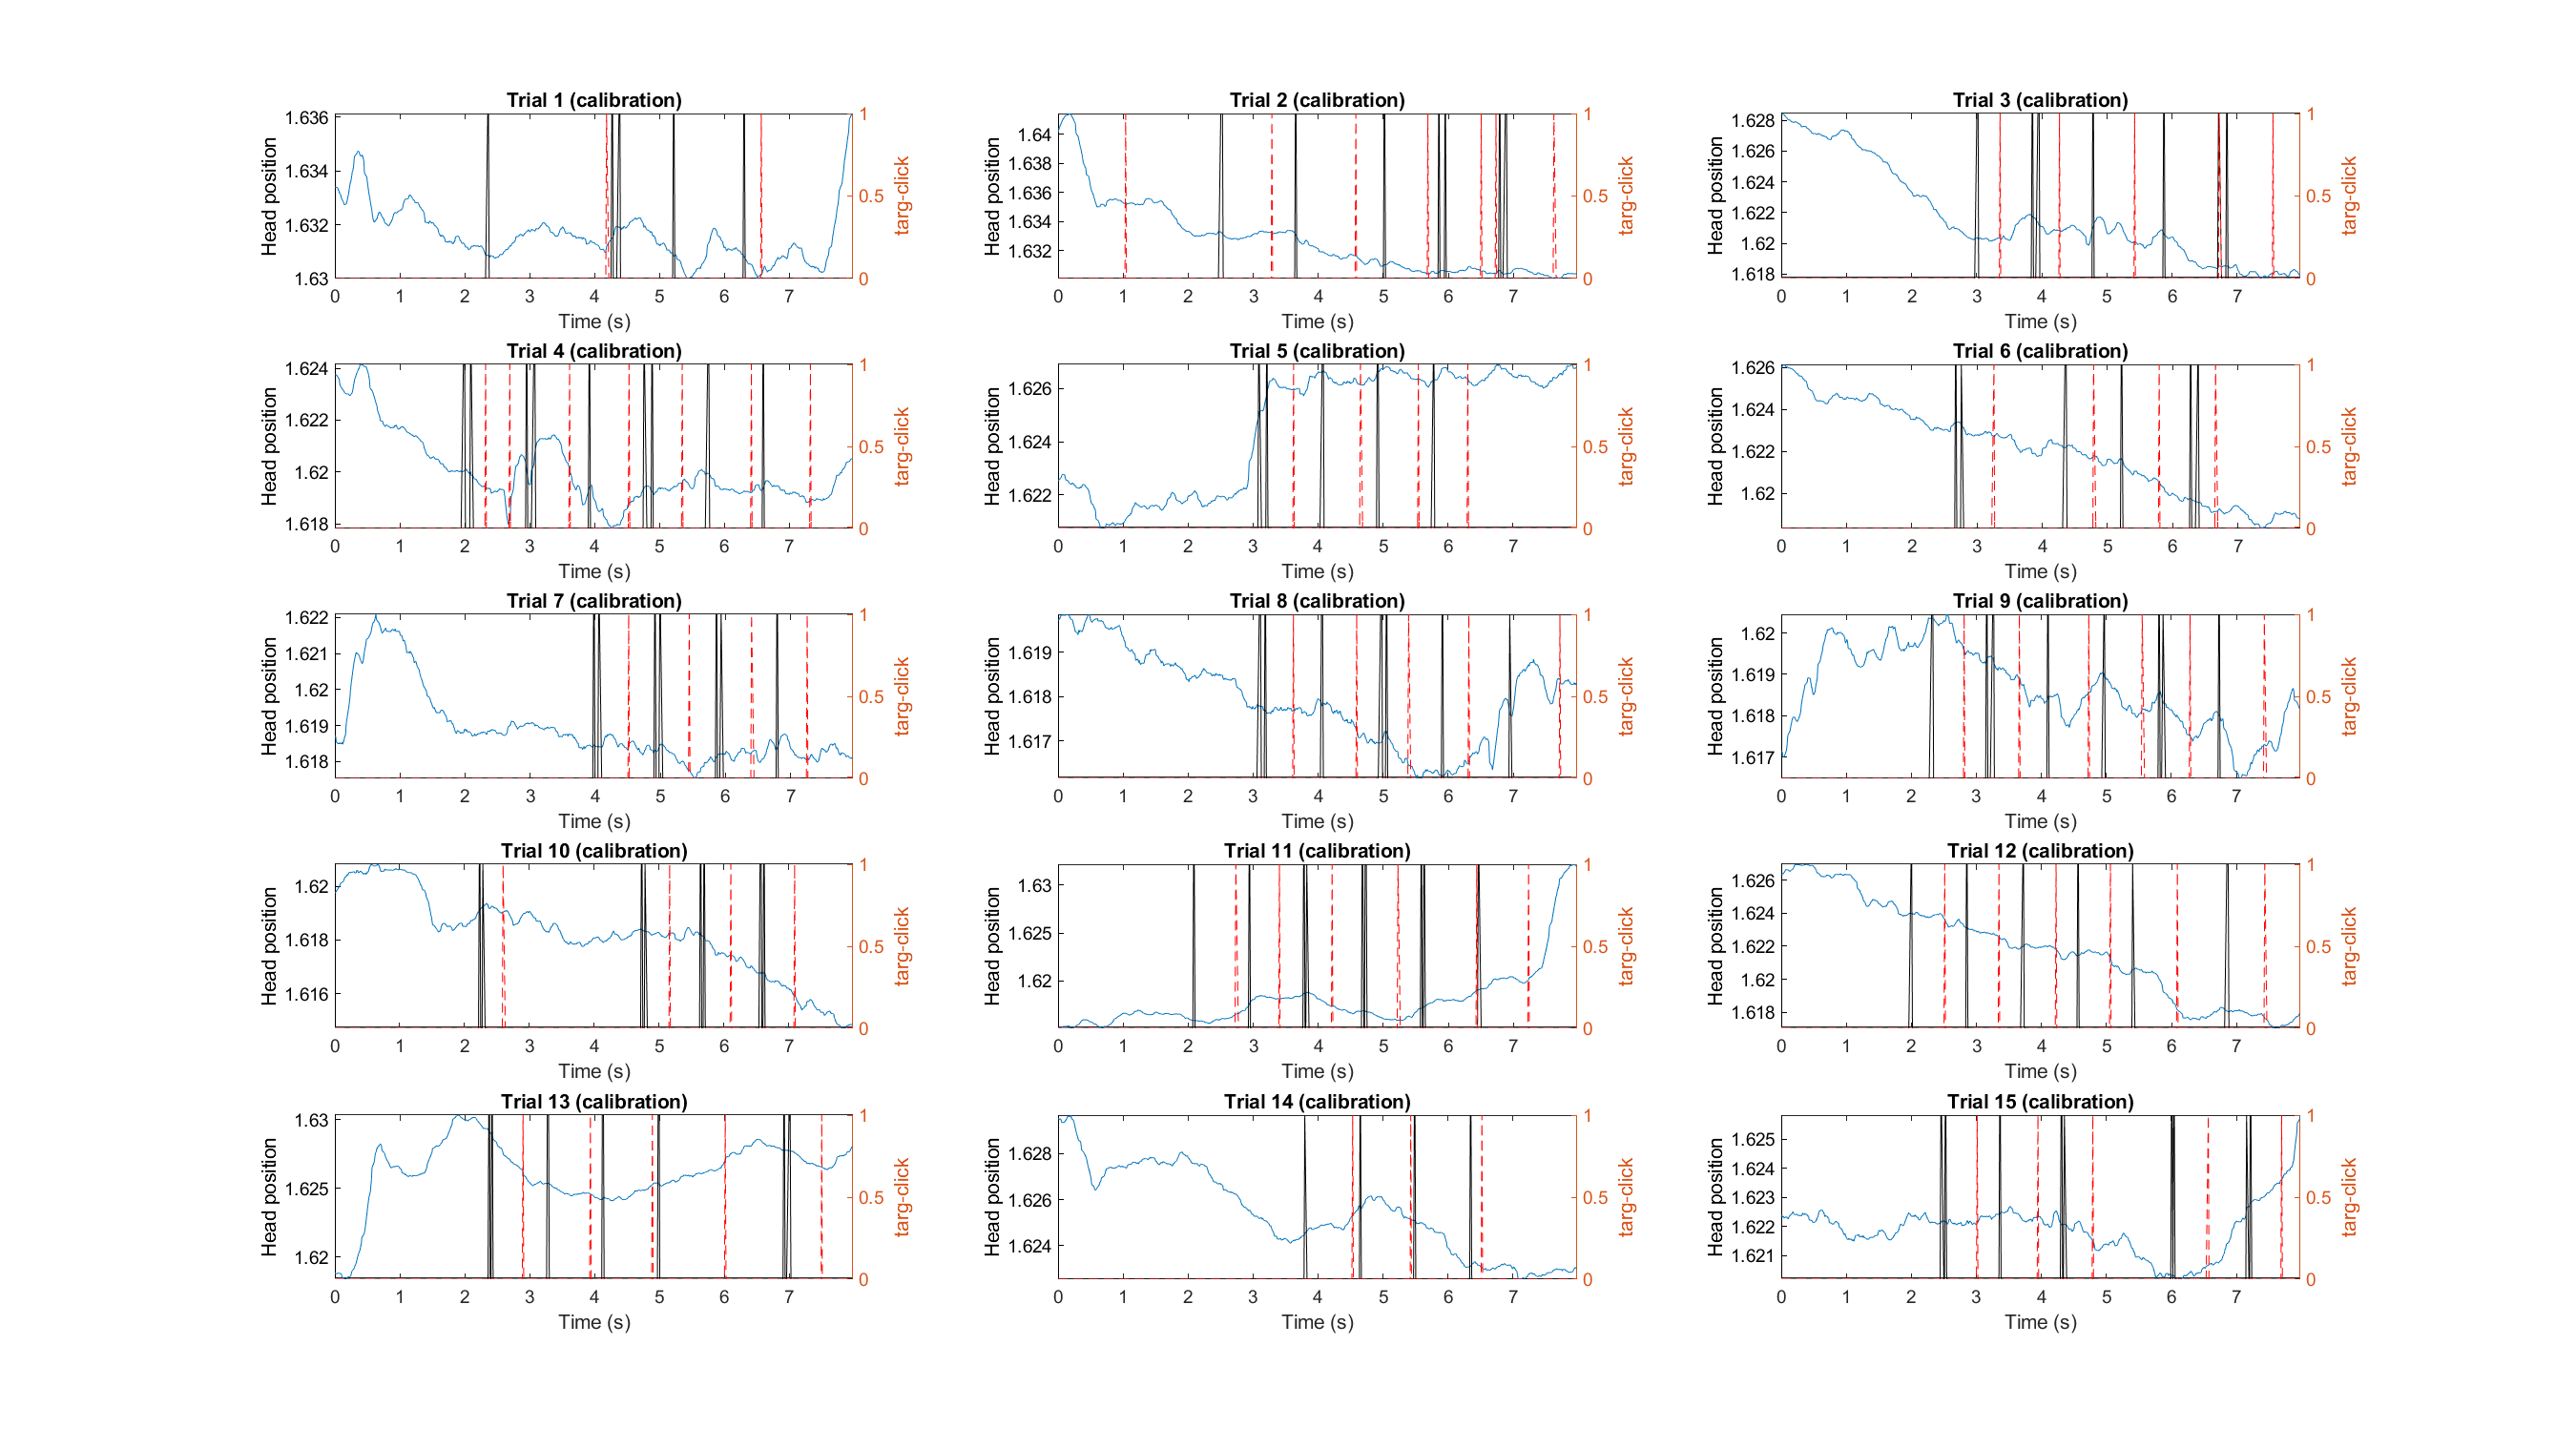 Trial 1 (calibration) Trial 2 (calibration) Trial 3 (calibration)
1.636 1.634 1.632 1.63 Head position 1 0.5 0 targ-click
1.64 1.638 1.636 1.634 1.632 Head position 1 0.5 0 targ-click
1.628 1.626 1.624 1.622 1.62 1.618 Head position 1 0.5 0 targ-click
0 1 2 3 4 5 6 7 0 1 2 3 4 5 6 7 0 1 2 3 4 5 6 7
Time (s) Time (s) Time (s)
Trial 4 (calibration) Trial 5 (calibration) Trial 6 (calibration)
1.624 1.622 1.62 1.618 Head position 1 0.5 0 targ-click
1.626 1.624 1.622 Head position 1 0.5 0 targ-click
1.626 1.624 1.622 1.62 Head position 1 0.5 0 targ-click
0 1 2 3 4 5 6 7 0 1 2 3 4 5 6 7 0 1 2 3 4 5 6 7
Time (s) Time (s) Time (s)
Trial 7 (calibration) Trial 8 (calibration) Trial 9 (calibration)
1.622 1.621 1.62 1.619 1.618 Head position 1 0.5 0 targ-click
1.619 1.618 1.617 Head position 1 0.5 0 targ-click
1.62 1.619 1.618 1.617 Head position 1 0.5 0 targ-click
0 1 2 3 4 5 6 7 0 1 2 3 4 5 6 7 0 1 2 3 4 5 6 7
Time (s) Time (s) Time (s)
Trial 10 (calibration) Trial 11 (calibration) Trial 12 (calibration)
1.62 1.618 1.616 Head position 1 0.5 0 targ-click
1.63 1.625 1.62 Head position 1 0.5 0 targ-click
1.626 1.624 1.622 1.62 1.618 Head position 1 0.5 0 targ-click
0 1 2 3 4 5 6 7 0 1 2 3 4 5 6 7 0 1 2 3 4 5 6 7
Time (s) Time (s) Time (s)
Trial 13 (calibration) Trial 14 (calibration) Trial 15 (calibration)
1.63 1.625 1.62 Head position 1 0.5 0 targ-click
1.628 1.626 1.624 Head position 1 0.5 0 targ-click
1.625 1.624 1.623 1.622 1.621 Head position 1 0.5 0 targ-click
0 1 2 3 4 5 6 7 0 1 2 3 4 5 6 7 0 1 2 3 4 5 6 7
Time (s) Time (s) Time (s)